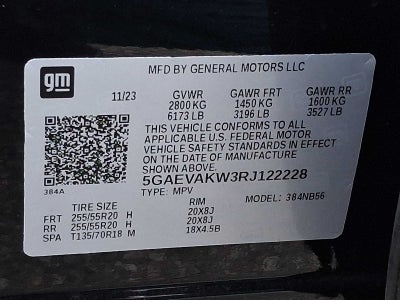 gm
MFD BY GENERAL MOTORS LLC
11/23 GVWR GAWR FRT GAWR RR
2800 KG 1450 KG 1600 KG
6173 LB 3196 LB 3527 LB
THIS VEHICLE CONFORMS TO ALL
APPLICABLE U.S. FEDERAL MOTOR
VEHICLE SAFETY STANDARDS IN EFFECT
ON THE DATE OF MANUFACTURE
SHOWN ABOVE.
5GAEVAKW3RJ122228
384A
TYPE: MPV MODEL: 384NB56
TIRE SIZE RIM
FRT 255/55R20 H 20X8J
RR 255/55R20 H 20X8J
SPA T135/70R18 M 18X4.5B